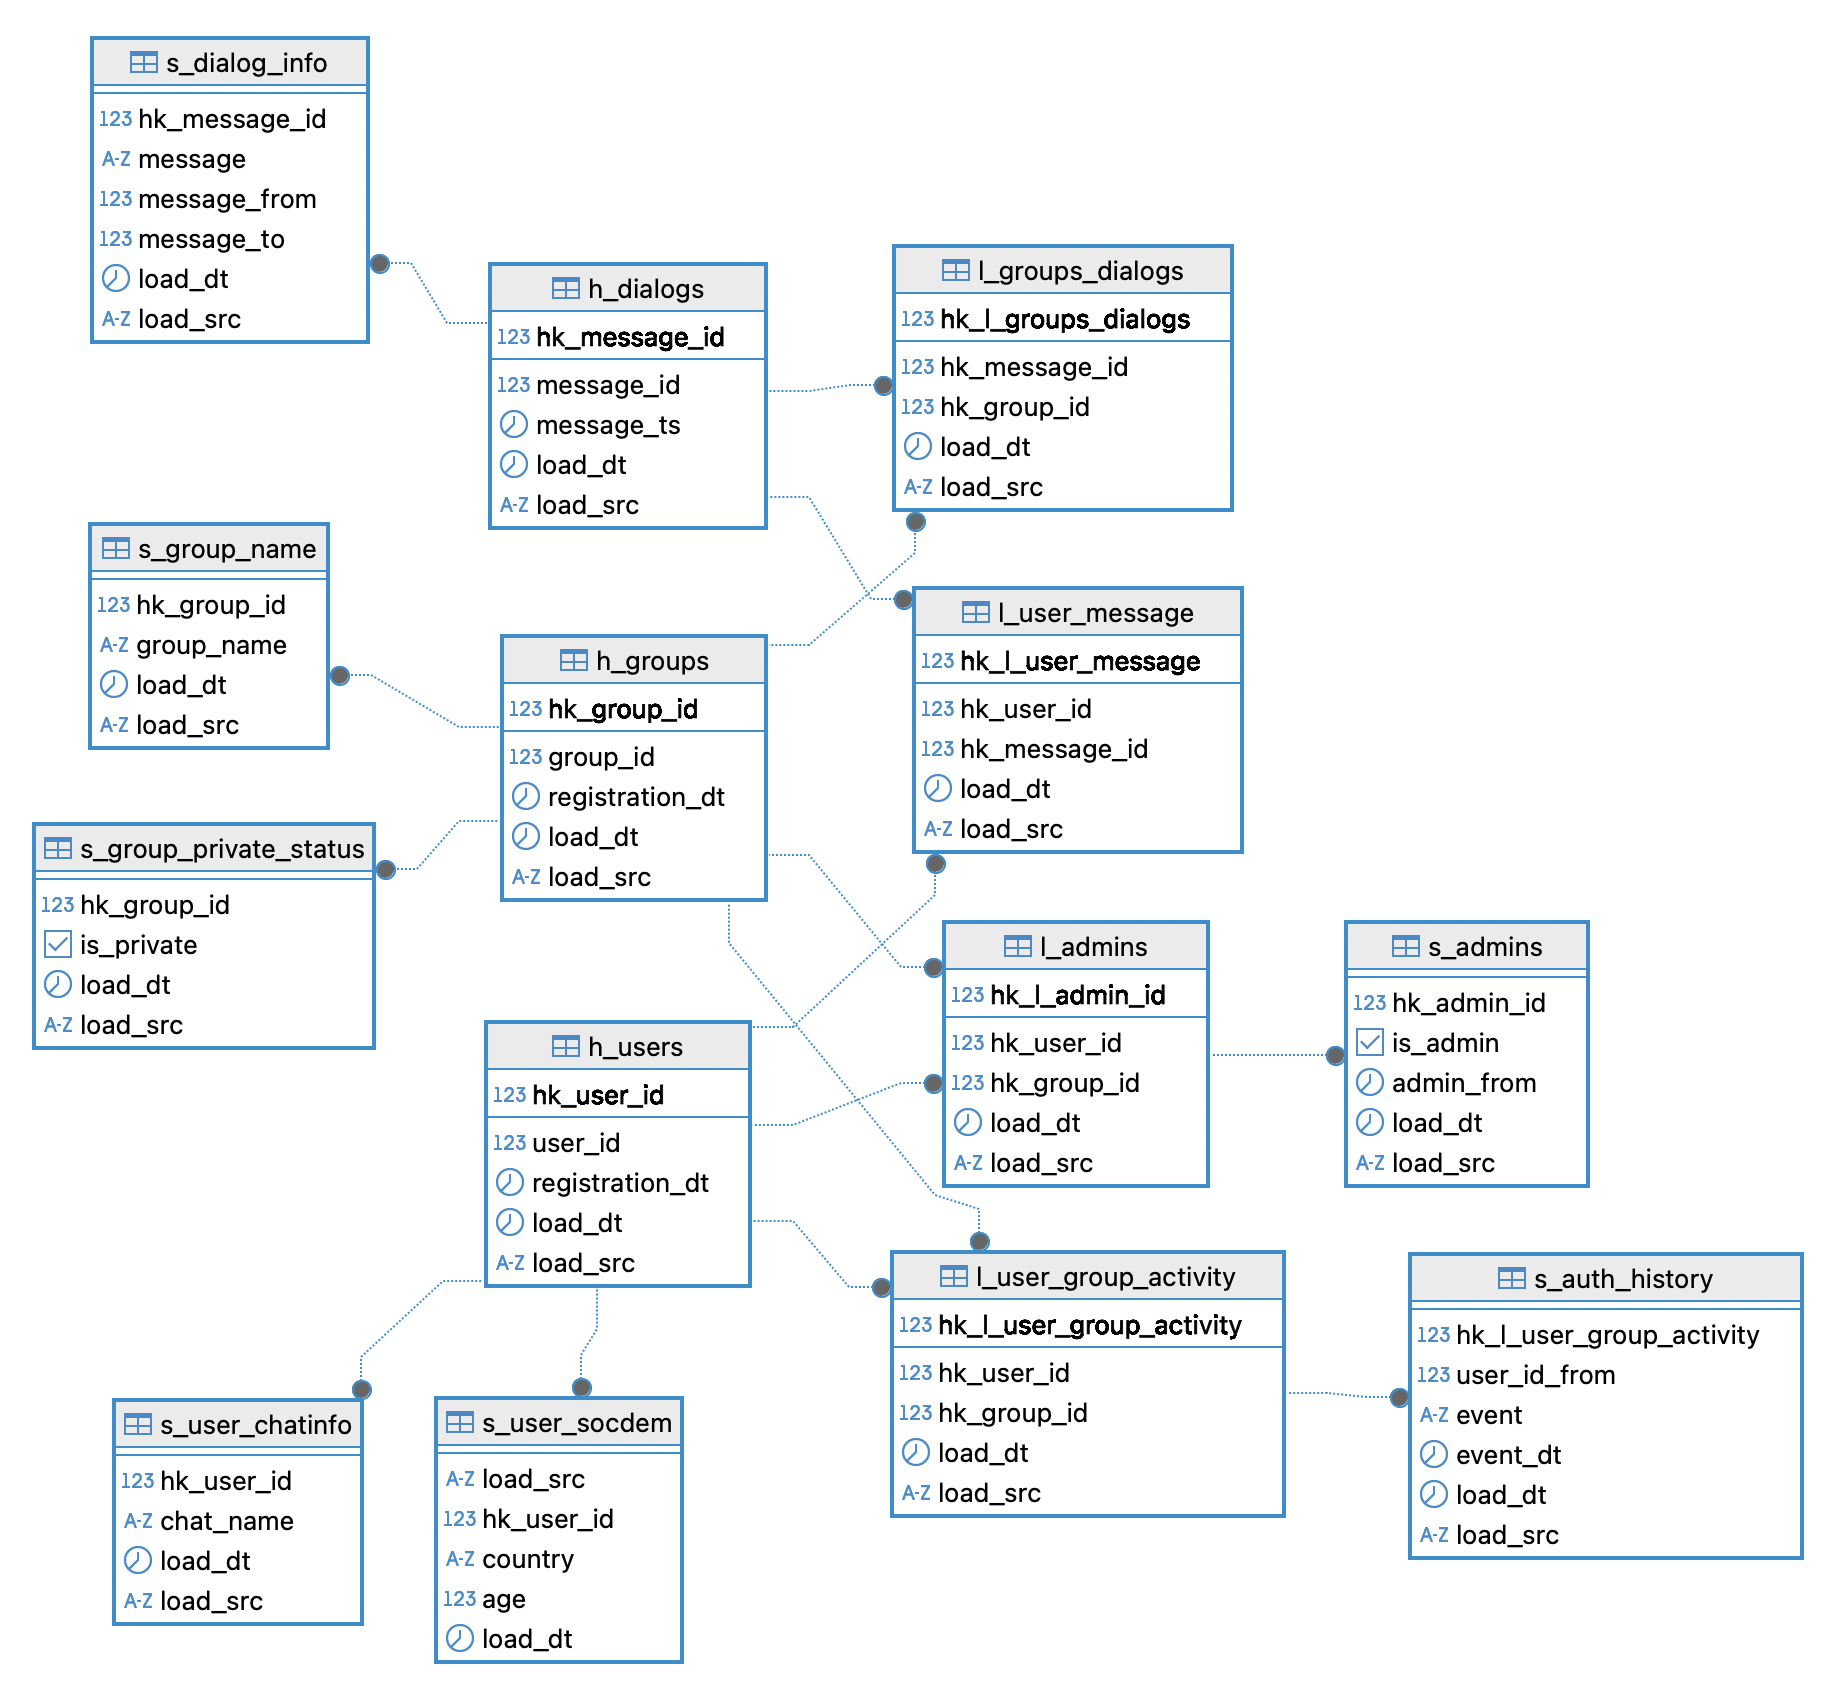 s_dialog_info
123 hk_message_id
A-Z message
123 message_from
123 message_to
load_dt
A-Z load_src
h_dialogs
123 hk_message_id
123 message_id
message_ts
load_dt
A-Z load_src
l_groups_dialogs
123 hk_l_groups_dialogs
123 hk_message_id
123 hk_group_id
load_dt
A-Z load_src
s_group_name
123 hk_group_id
A-Z group_name
load_dt
A-Z load_src
h_groups
123 hk_group_id
123 group_id
registration_dt
load_dt
A-Z load_src
l_user_message
123 hk_l_user_message
123 hk_user_id
123 hk_message_id
load_dt
A-Z load_src
s_group_private_status
123 hk_group_id
is_private
load_dt
A-Z load_src
l_admins
123 hk_l_admin_id
123 hk_user_id
123 hk_group_id
load_dt
A-Z load_src
s_admins
123 hk_admin_id
is_admin
admin_from
load_dt
A-Z load_src
h_users
123 hk_user_id
123 user_id
registration_dt
load_dt
A-Z load_src
l_user_group_activity
123 hk_l_user_group_activity
123 hk_user_id
123 hk_group_id
load_dt
A-Z load_src
s_auth_history
123 hk_l_user_group_activity
123 user_id_from
A-Z event
event_dt
load_dt
A-Z load_src
s_user_chatinfo
123 hk_user_id
A-Z chat_name
load_dt
A-Z load_src
s_user_socdem
A-Z load_src
123 hk_user_id
A-Z country
123 age
load_dt